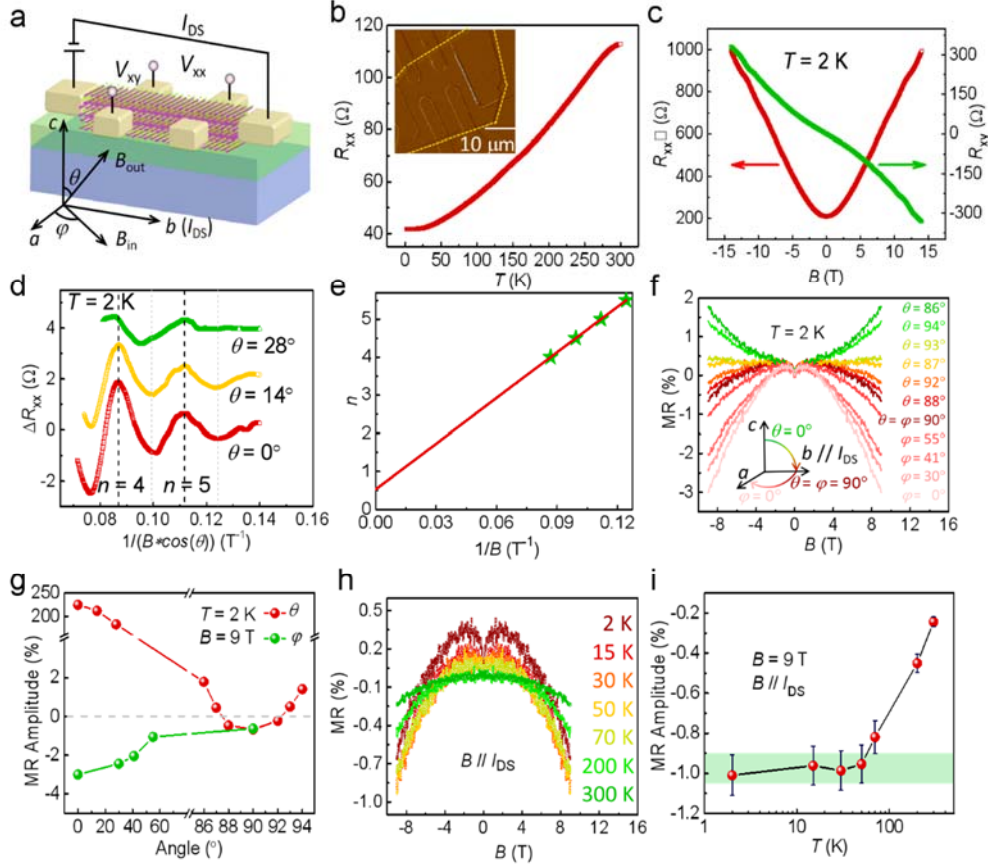 a
I_DS
V_xy
V_xx
c
B_out
θ
a
φ
B_in
b (I_DS)
b
R_xx (Ω)
120
100
80
60
40
10 μm
0 50 100 150 200 250 300
T (K)
c
T = 2 K
R_xx□ (Ω)
1000
800
600
400
200
R_xy (Ω)
300
150
0
-150
-300
-15 -10 -5 0 5 10 15
B (T)
d
T = 2 K
ΔR_xx (Ω)
6
4
2
0
-2
θ = 28°
θ = 14°
θ = 0°
n = 4
n = 5
0.08 0.10 0.12 0.14 0.16
1/(B*cos(θ)) (T⁻¹)
e
n
5
4
3
2
1
0
0.00 0.03 0.06 0.09 0.12
1/B (T⁻¹)
f
T = 2 K
MR (%)
2
1
0
-1
-2
-3
θ = 86°
θ = 94°
θ = 93°
θ = 87°
θ = 92°
θ = 88°
θ = φ = 90°
φ = 55°
φ = 41°
φ = 30°
φ = 0°
c
θ = 0°
b // I_DS
a
φ = 0°
θ = φ = 90°
-8 -4 0 4 8 12 16
B (T)
g
MR Amplitude (%)
250
200
4
2
0
-2
-4
T = 2 K
B = 9 T
θ
φ
0 20 40 60 86 88 90 92 94
Angle (°)
h
MR (%)
0.5
0.2
-0.1
-0.4
-0.7
-1.0
2 K
15 K
30 K
50 K
70 K
200 K
300 K
B // I_DS
-8 -4 0 4 8 12 16
B (T)
i
MR Amplitude (%)
-0.2
-0.4
-0.6
-0.8
-1.0
-1.2
B = 9 T
B // I_DS
1 10 100
T (K)